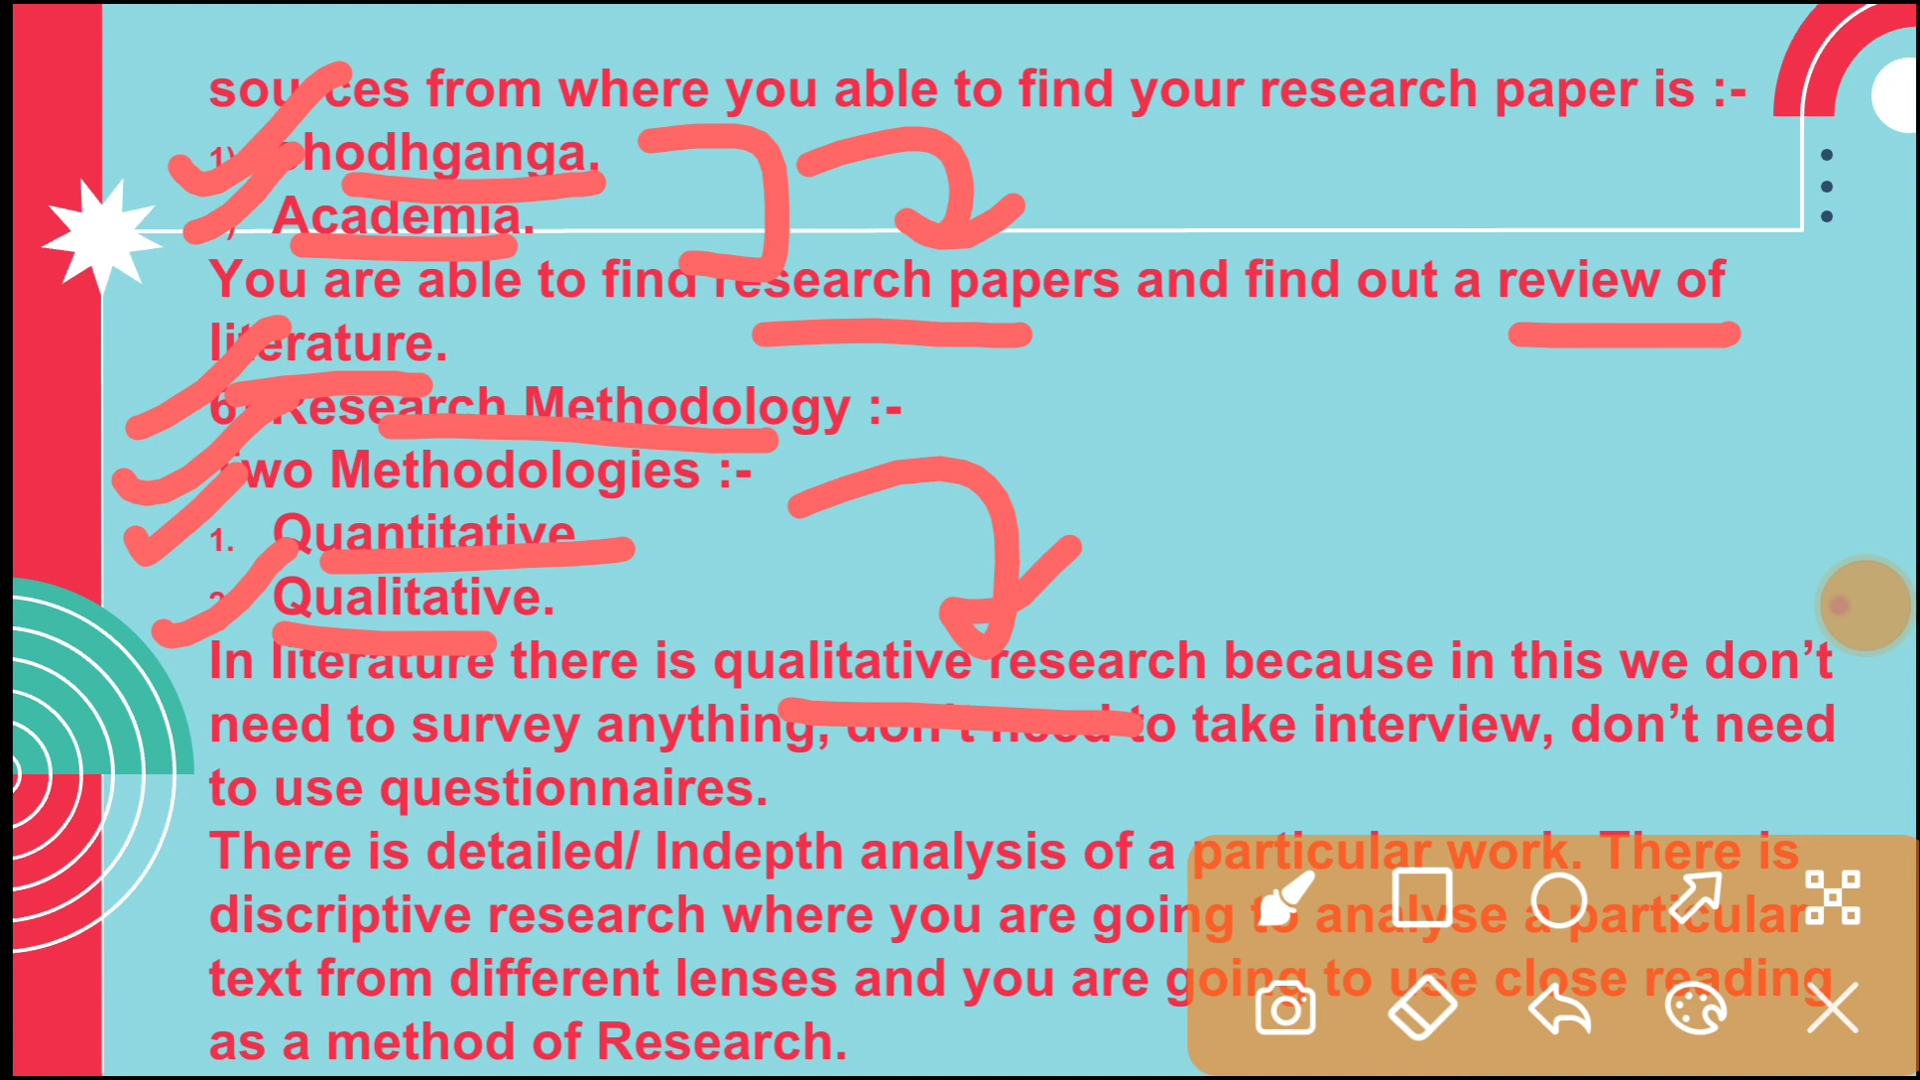 sources from where you able to find your research paper is :-
1) Shodhganga.
Academia.
You are able to find research papers and find out a review of
literature.
6) Research Methodology :-
Two Methodologies :-
1. Quantitative
2. Qualitative.
In literature there is qualitative research because in this we don’t
need to survey anything, don’t need to take interview, don’t need
to use questionnaires.
There is detailed/ Indepth analysis of a particular work. There is
discriptive research where you are going to analyse a particular
text from different lenses and you are going to use close reading
as a method of Research.